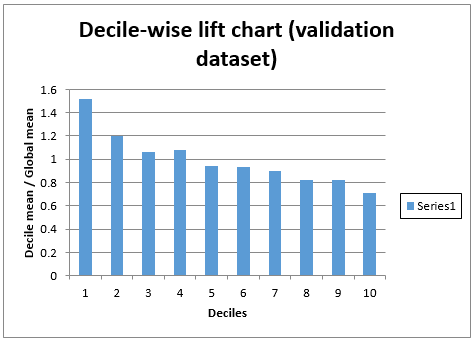 Decile-wise lift chart (validation
dataset)
Decile mean / Global mean
1.6
1.4
1.2
1
0.8
0.6
0.4
0.2
0
1 2 3 4 5 6 7 8 9 10
Deciles
Series1